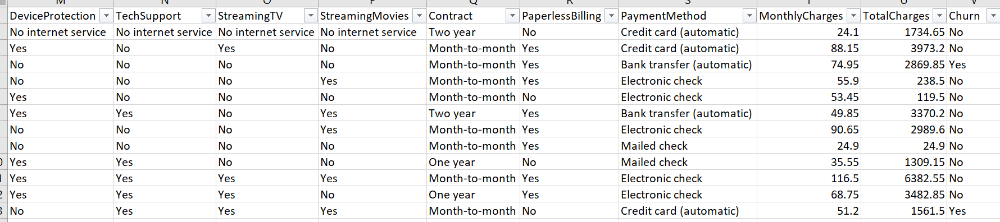 M N O P Q R S T U V
DeviceProtection TechSupport StreamingTV StreamingMovies Contract PaperlessBilling PaymentMethod MonthlyCharges TotalCharges Churn
No internet service No internet service No internet service No internet service Two year No Credit card (automatic) 24.1 1734.65 No
Yes No Yes No Month-to-month Yes Credit card (automatic) 88.15 3973.2 No
No No No No Month-to-month Yes Bank transfer (automatic) 74.95 2869.85 Yes
No No No Yes Month-to-month Yes Electronic check 55.9 238.5 No
Yes No No No Month-to-month No Electronic check 53.45 119.5 No
Yes Yes No Yes Two year Yes Bank transfer (automatic) 49.85 3370.2 No
No No No Yes Month-to-month Yes Electronic check 90.65 2989.6 No
No No No No Month-to-month Yes Mailed check 24.9 24.9 No
Yes Yes No No One year No Mailed check 35.55 1309.15 No
Yes Yes Yes Yes Month-to-month Yes Electronic check 116.5 6382.55 No
Yes Yes Yes No One year Yes Electronic check 68.75 3482.85 No
No Yes Yes Yes Month-to-month No Credit card (automatic) 51.2 1561.5 Yes